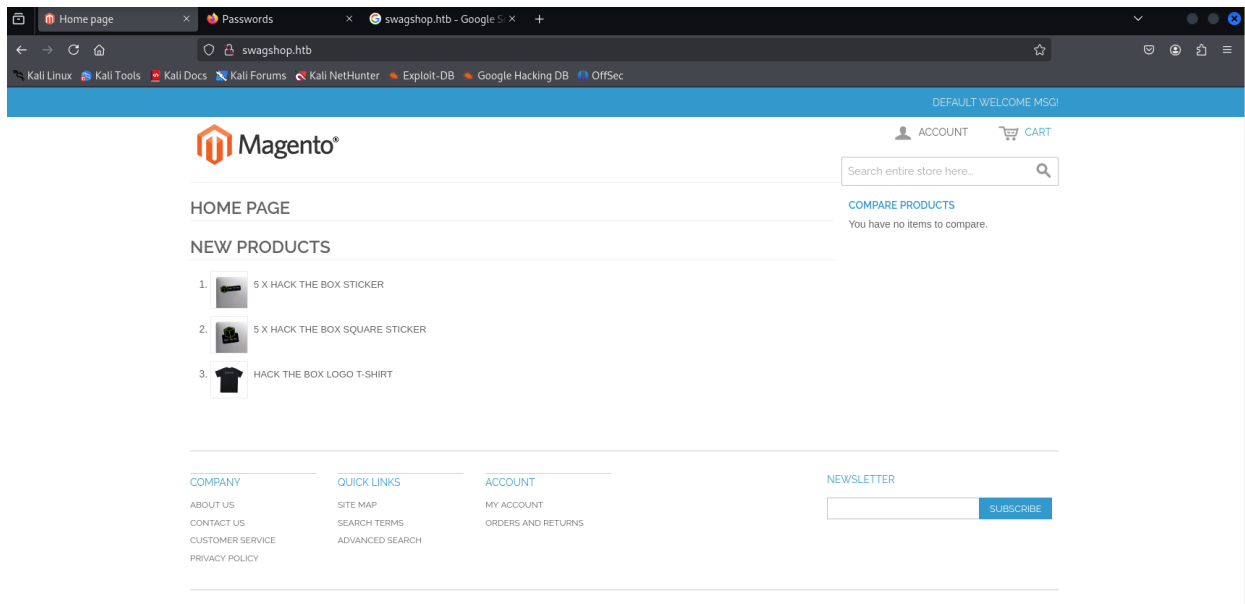 Home page
Passwords
swagshop.htb - Google Se
swagshop.htb
Kali Linux Kali Tools Kali Docs Kali Forums Kali NetHunter Exploit-DB Google Hacking DB OffSec
DEFAULT WELCOME MSG!
Magento®
ACCOUNT CART
Search entire store here...
HOME PAGE
NEW PRODUCTS
1. 5 X HACK THE BOX STICKER
2. 5 X HACK THE BOX SQUARE STICKER
3. HACK THE BOX LOGO T-SHIRT
COMPARE PRODUCTS
You have no items to compare.
COMPANY
ABOUT US
CONTACT US
CUSTOMER SERVICE
PRIVACY POLICY
QUICK LINKS
SITE MAP
SEARCH TERMS
ADVANCED SEARCH
ACCOUNT
MY ACCOUNT
ORDERS AND RETURNS
NEWSLETTER
SUBSCRIBE